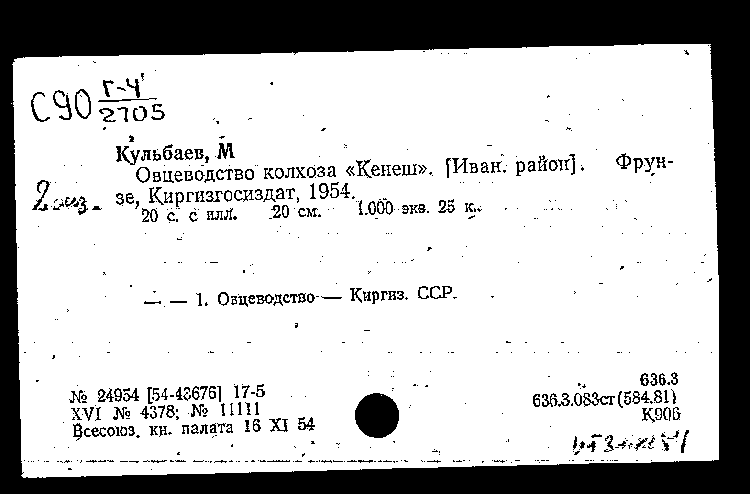 С90 Г-4
2705
Кульбаев, М
Овцеводство колхоза «Кенеш». [Иван. район]. Фрун-
2 экз. зе, Киргизгосиздат, 1954.
20 с. с илл. 20 см. 1.000 экз. 25 к.
— — 1. Овцеводство — Киргиз. ССР.
№ 24954 [54-43676] 17-5
XVI № 4378; № 11111
Всесоюз. кн. палата 16 XI 54
636.3
636.3.083ст(584.81)
К906